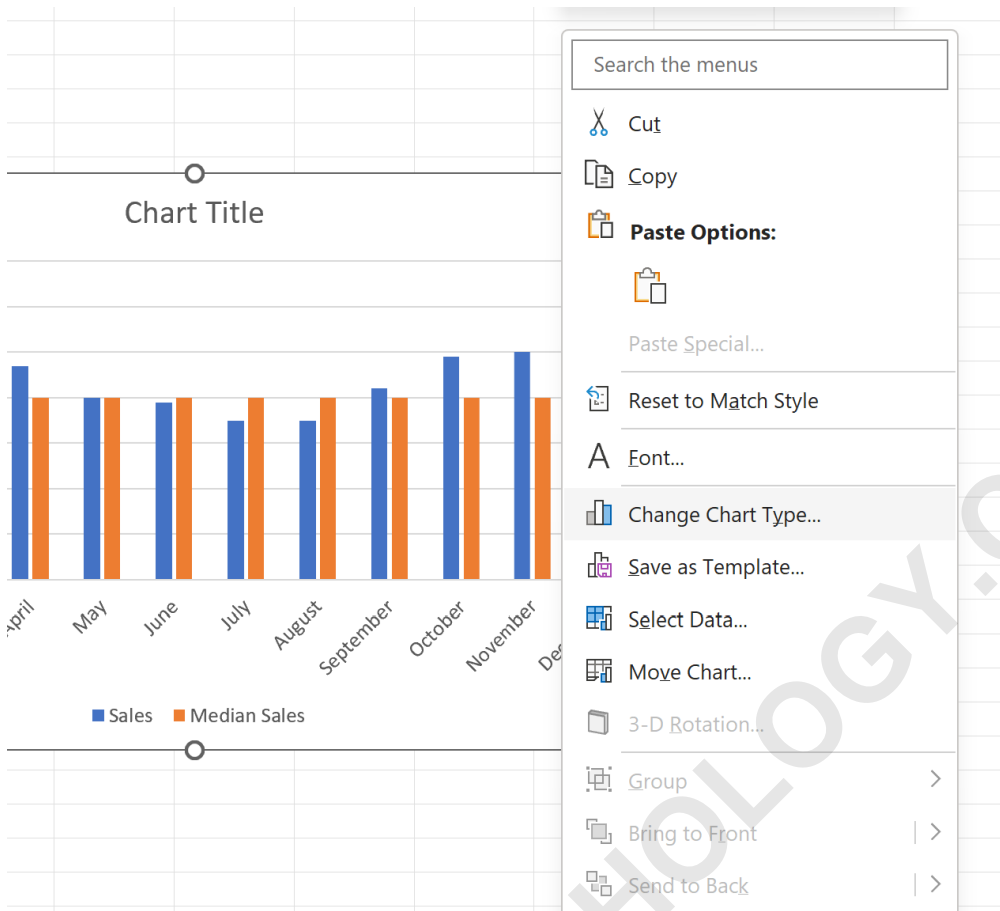 Search the menus
Cut
Copy
Paste Options:
Paste Special...
Reset to Match Style
Font...
Change Chart Type...
Save as Template...
Select Data...
Move Chart...
3-D Rotation...
Group
Bring to Front
Send to Back
Chart Title
May
June
July
August
September
October
November
Sales
Median Sales